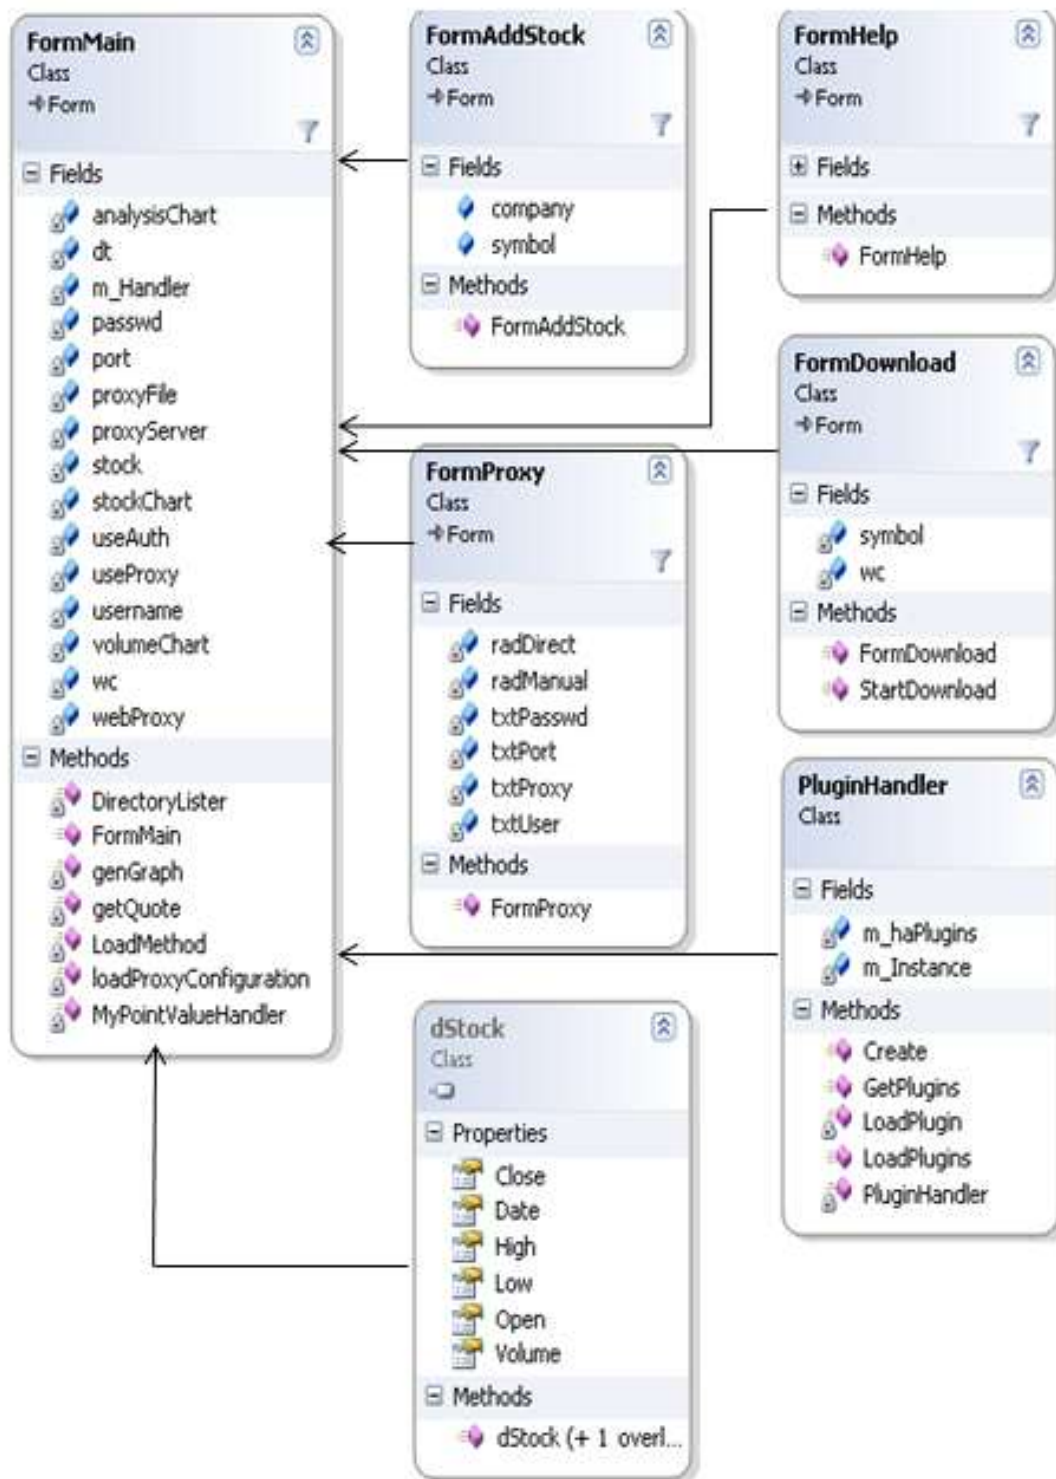 FormMain
Class
Form
Fields
analysisChart
dt
m_Handler
passwd
port
proxyFile
proxyServer
stock
stockChart
useAuth
useProxy
username
volumeChart
wc
webProxy
Methods
DirectoryLister
FormMain
genGraph
getQuote
LoadMethod
loadProxyConfiguration
MyPointValueHandler
FormAddStock
Class
Form
Fields
company
symbol
Methods
FormAddStock
FormHelp
Class
Form
Fields
Methods
FormHelp
FormProxy
Class
Form
Fields
radDirect
radManual
txtPasswd
txtPort
txtProxy
txtUser
Methods
FormProxy
FormDownload
Class
Form
Fields
symbol
wc
Methods
FormDownload
StartDownload
PluginHandler
Class
Fields
m_haPlugins
m_Instance
Methods
Create
GetPlugins
LoadPlugin
LoadPlugins
PluginHandler
dStock
Class
Properties
Close
Date
High
Low
Open
Volume
Methods
dStock (+ 1 overl...